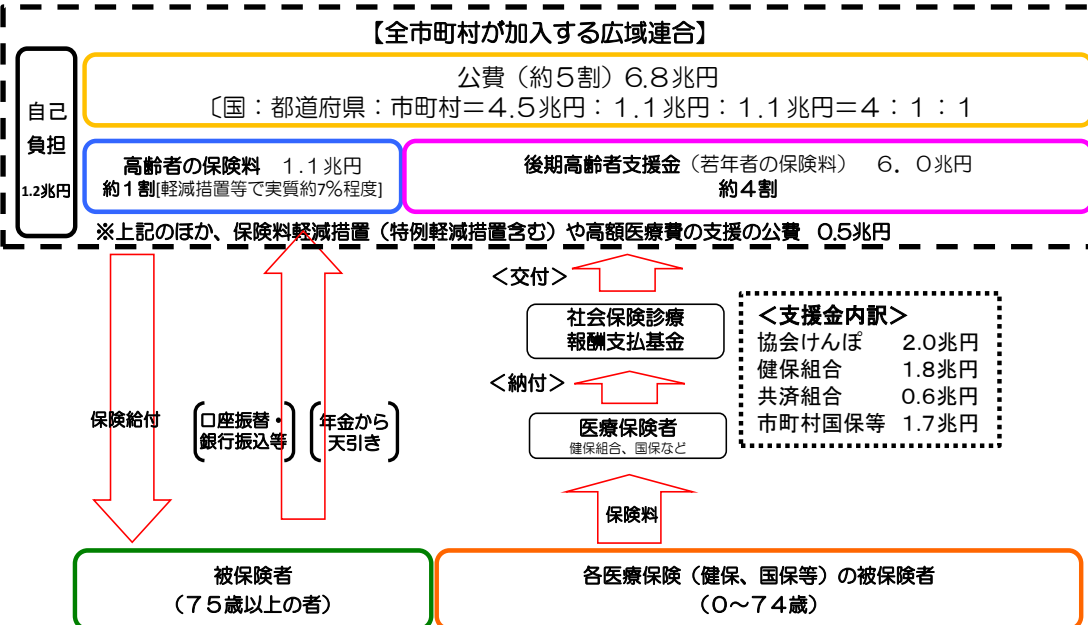 【全市町村が加入する広域連合】
自己
負担
1.2兆円
公費（約５割）６.８兆円
〔国：都道府県：市町村＝４.５兆円：１.１兆円：１.１兆円＝４：１：１
高齢者の保険料　１.１兆円
約１割[軽減措置等で実質約7％程度]
後期高齢者支援金（若年者の保険料）　６．０兆円
約４割
※上記のほか、保険料軽減措置（特例軽減措置含む）や高額医療費の支援の公費　0.5兆円
＜交付＞
社会保険診療
報酬支払基金
＜納付＞
医療保険者
健保組合、国保など
保険料
＜支援金内訳＞
協会けんぽ　2.0兆円
健保組合　1.8兆円
共済組合　0.6兆円
市町村国保等　1.7兆円
保険給付
口座振替・
銀行振込等
年金から
天引き
被保険者
（７５歳以上の者）
各医療保険（健保、国保等）の被保険者
（０～７４歳）